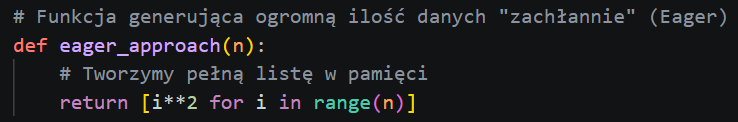 # Funkcja generująca ogromną ilość danych "zachłannie" (Eager)
def eager_approach(n):
    # Tworzymy pełną listę w pamięci
    return [i**2 for i in range(n)]